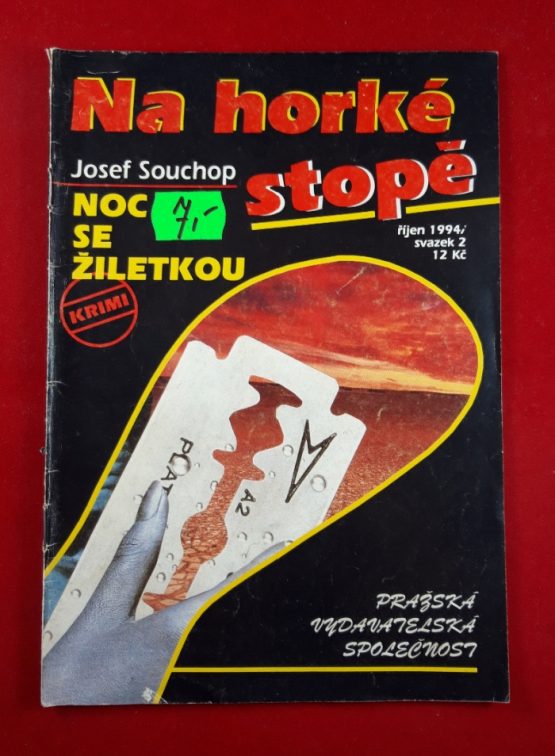 Na horké
stopě
Josef Souchop
NOC
SE
ŽILETKOU
7,-
říjen 1994
svazek 2
12 Kč
KRIMI
PLAT
A2
PRAŽSKÁ
VYDAVATELSKÁ
SPOLEČNOST